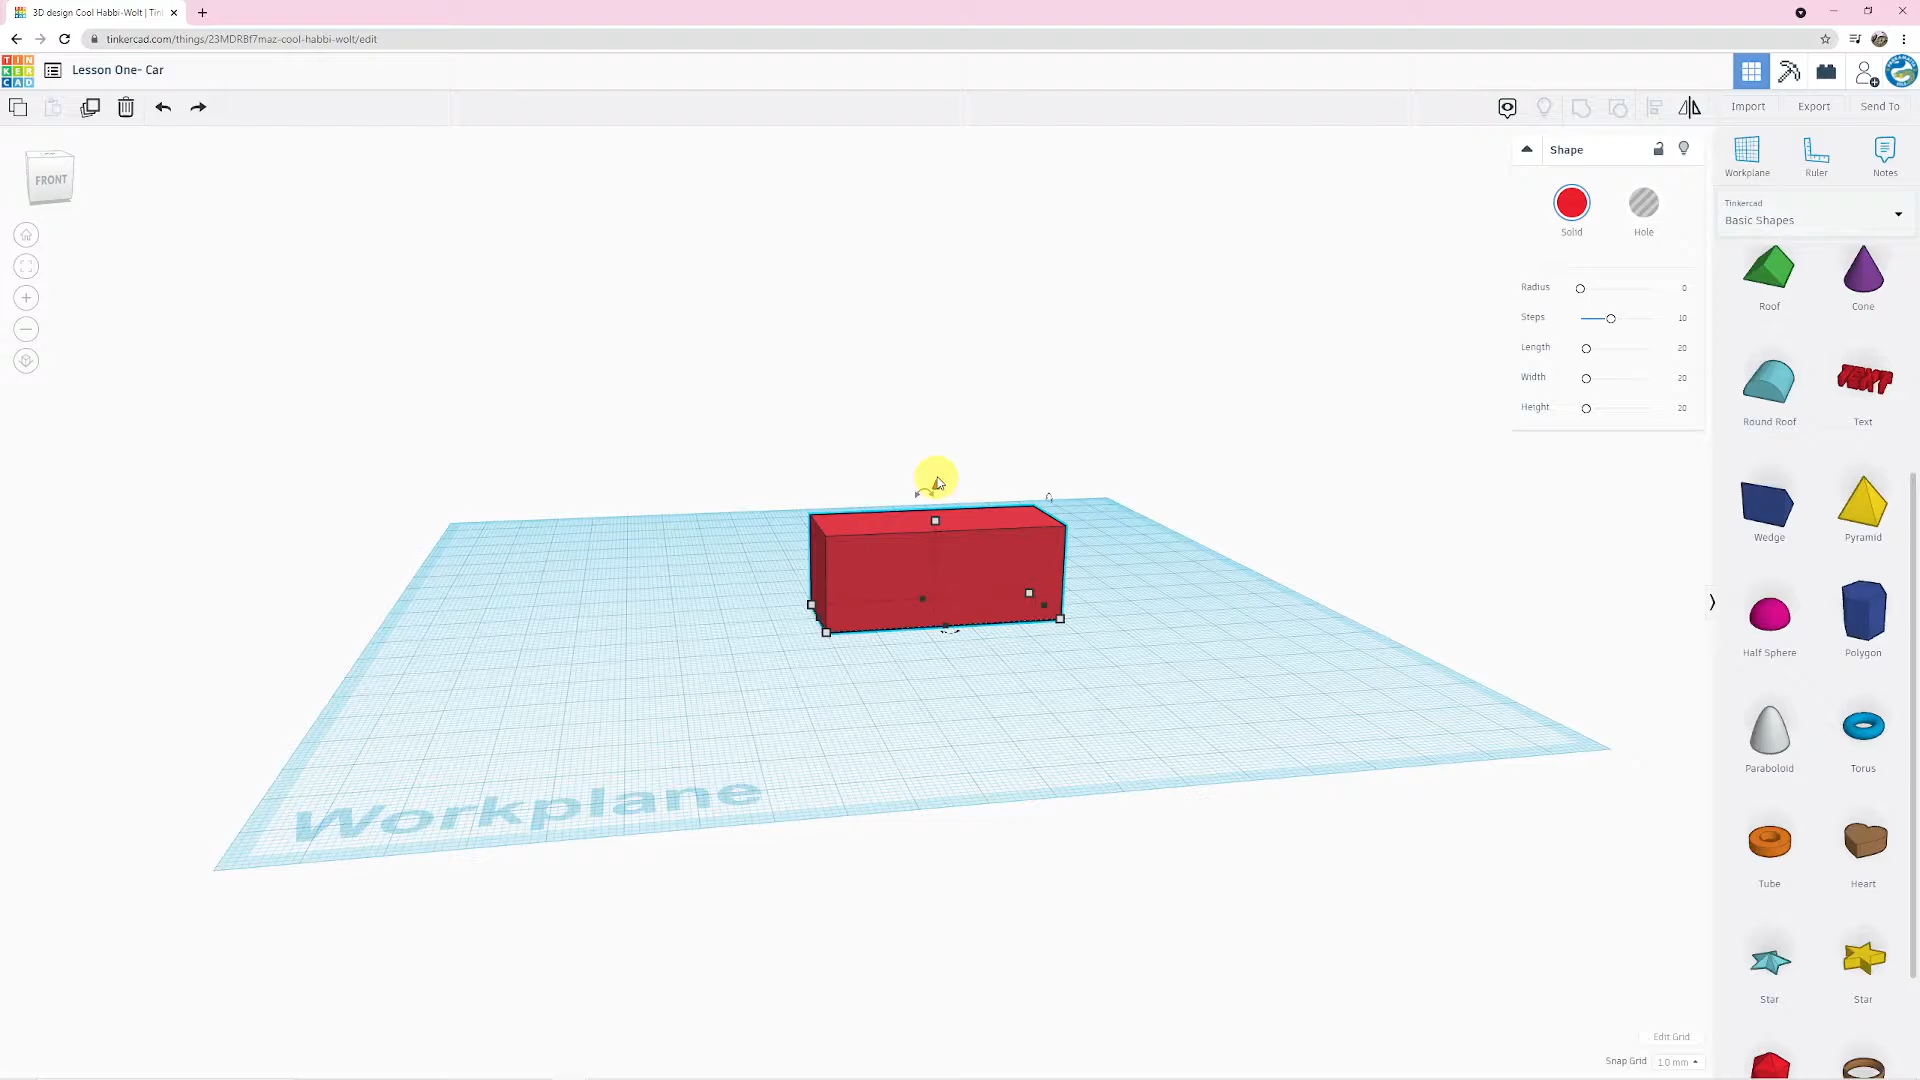 3D design Cool Habbi-Wolt | Tin
tinkercad.com/things/23MDRBf7maz-cool-habbi-wolt/edit
TIN
KER
CAD
Lesson One- Car
Import
Export
Send To
FRONT
Shape
Solid
Hole
Radius 0
Steps 10
Length 20
Width 20
Height 20
Workplane
Ruler
Notes
Tinkercad
Basic Shapes
Roof
Cone
Round Roof
TEXT
Text
Wedge
Pyramid
Half Sphere
Polygon
Paraboloid
Torus
Tube
Heart
Star
Star
Workplane
Edit Grid
Snap Grid 1.0 mm